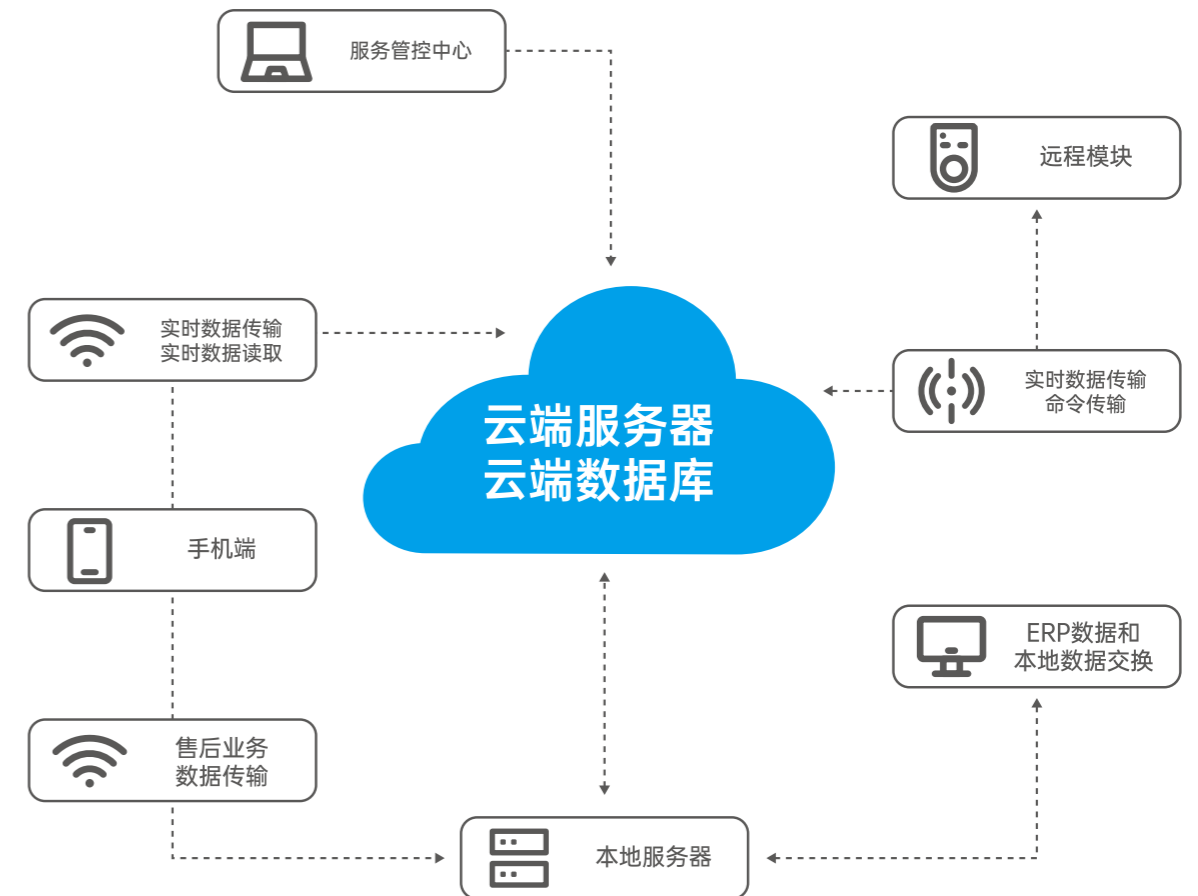 服务管控中心
远程模块
实时数据传输
实时数据读取
实时数据传输
命令传输
云端服务器
云端数据库
手机端
ERP数据和
本地数据交换
售后业务
数据传输
本地服务器